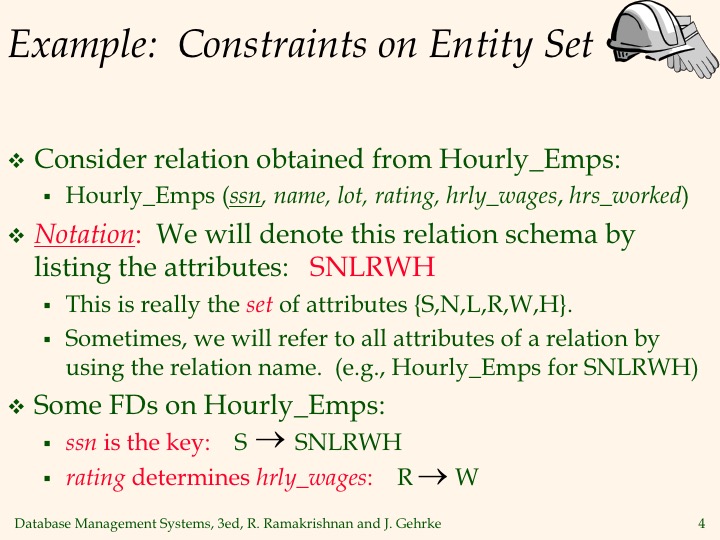 Example: Constraints on Entity Set
❖ Consider relation obtained from Hourly_Emps:
▪ Hourly_Emps (ssn, name, lot, rating, hrly_wages, hrs_worked)
❖ Notation: We will denote this relation schema by
listing the attributes: SNLRWH
▪ This is really the set of attributes {S,N,L,R,W,H}.
▪ Sometimes, we will refer to all attributes of a relation by
using the relation name. (e.g., Hourly_Emps for SNLRWH)
❖ Some FDs on Hourly_Emps:
▪ ssn is the key: S → SNLRWH
▪ rating determines hrly_wages: R → W
Database Management Systems, 3ed, R. Ramakrishnan and J. Gehrke 4